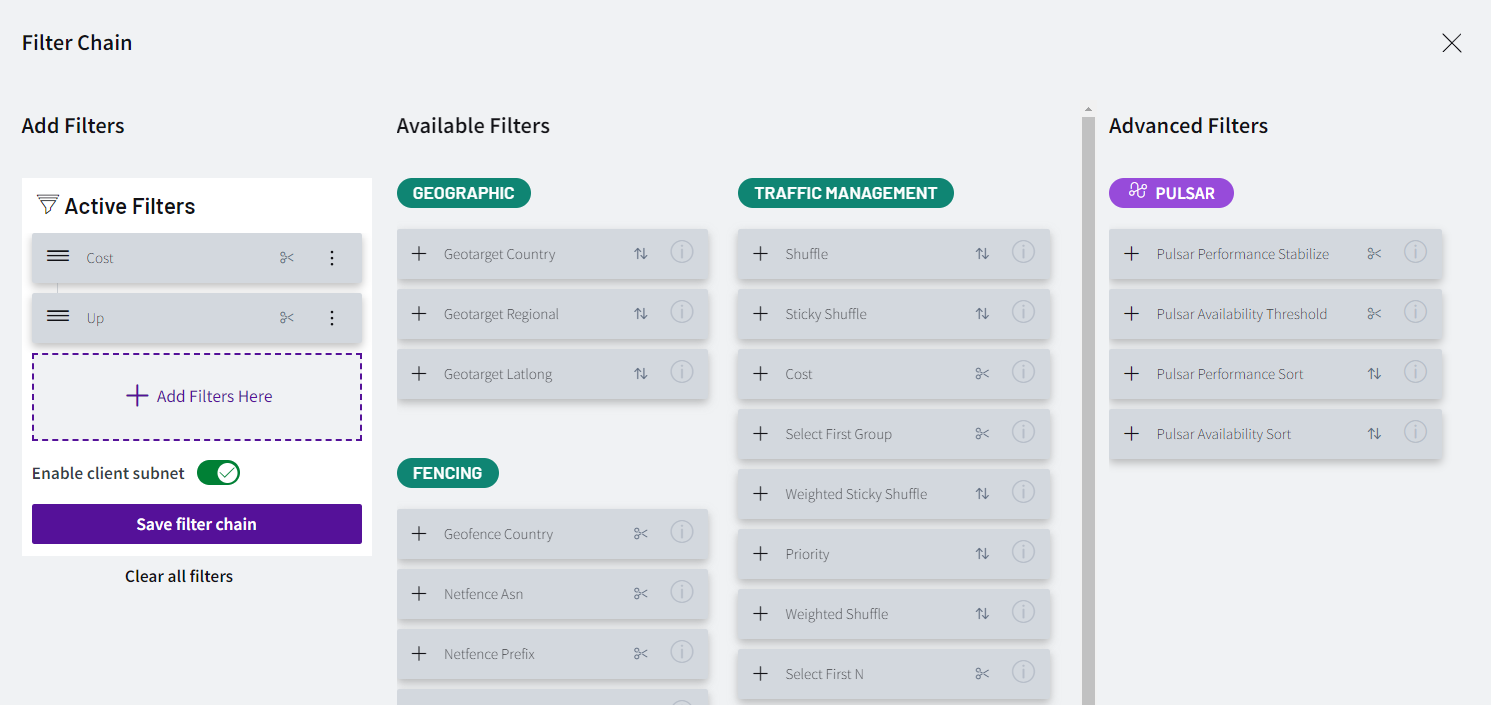 Filter Chain
Add Filters
Active Filters
Cost
Up
Add Filters Here
Enable client subnet
Save filter chain
Clear all filters
Available Filters
GEOGRAPHIC
Geotarget Country
Geotarget Regional
Geotarget Latlong
FENCING
Geofence Country
Netfence Asn
Netfence Prefix
TRAFFIC MANAGEMENT
Shuffle
Sticky Shuffle
Cost
Select First Group
Weighted Sticky Shuffle
Priority
Weighted Shuffle
Select First N
Advanced Filters
PULSAR
Pulsar Performance Stabilize
Pulsar Availability Threshold
Pulsar Performance Sort
Pulsar Availability Sort